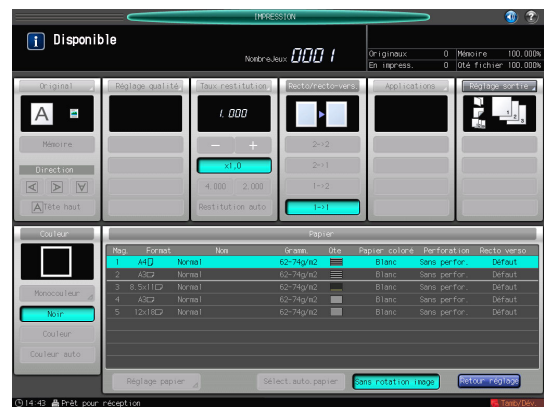 IMPRESSION
Disponible
NombreJeux 0001
Originaux 0 Mémoire 100.000%
En impress. 0 Qté fichier 100.000%
Original Réglage qualité Taux restitution Recto/recto-vers. Applications Réglage sortie
A 1. 000
Mémoire - + 2->2
Direction x1,0 2->1
4.000 2.000 1->2
Tête haut Restitution auto 1->1
Couleur Papier
Mag. Format Nom Gramm. Qte Papier coloré Perforation Recto verso
1 A4 Normal 62-74g/m2 Blanc Sans perfor. Défaut
2 A3 Normal 62-74g/m2 Blanc Sans perfor. Défaut
3 8.5x11 Normal 62-74g/m2 Blanc Sans perfor. Défaut
4 A3 Normal 62-74g/m2 Blanc Sans perfor. Défaut
5 12x18 Normal 62-74g/m2 Blanc Sans perfor. Défaut
Monocouleur
Noir
Couleur
Couleur auto
Réglage papier Sélect.auto.papier Sans rotation image Retour réglage
14:43 Prêt pour réception Tamb/Dév.